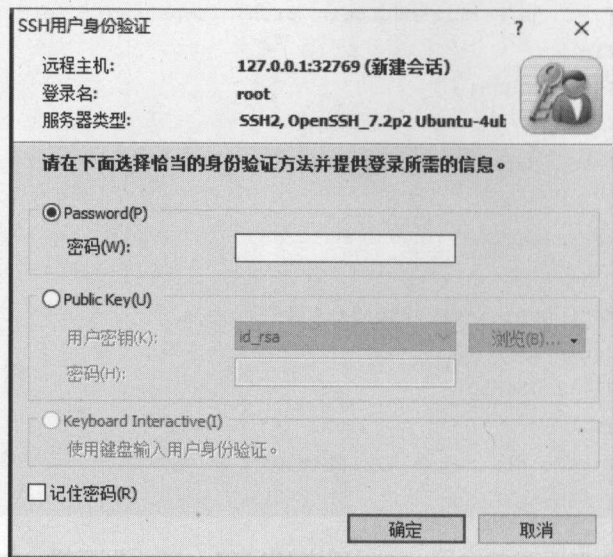 SSH用户身份验证 ? ×
远程主机: 127.0.0.1:32769 (新建会话)
登录名: root
服务器类型: SSH2, OpenSSH_7.2p2 Ubuntu-4ub
请在下面选择恰当的身份验证方法并提供登录所需的信息。
Password(P)
密码(W):
Public Key(U)
用户密钥(K): id_rsa 浏览(B)...
密码(H):
Keyboard Interactive(I)
使用键盘输入用户身份验证。
记住密码(R)
确定 取消